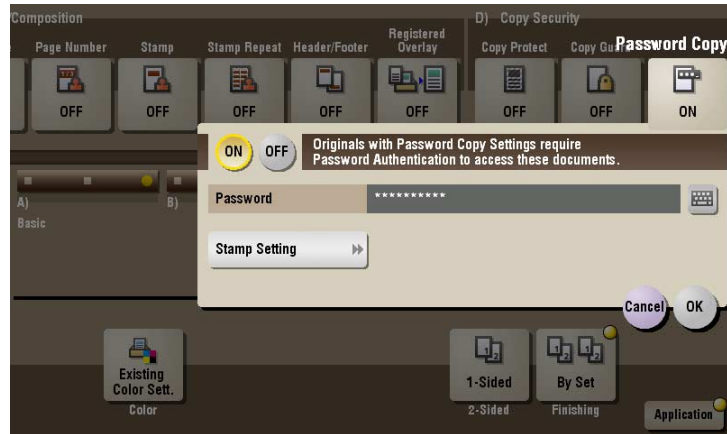 /Composition
D) Copy Security
Page Number
Stamp
Stamp Repeat
Header/Footer
Registered
Overlay
Copy Protect
Copy Guard
Password Copy
OFF
OFF
OFF
OFF
OFF
OFF
OFF
ON
ON
OFF
Originals with Password Copy Settings require
Password Authentication to access these documents.
A)
B)
Basic
Password
**********
Stamp Setting
Cancel
OK
Existing
Color Sett.
Color
1-Sided
2-Sided
By Set
Finishing
Application